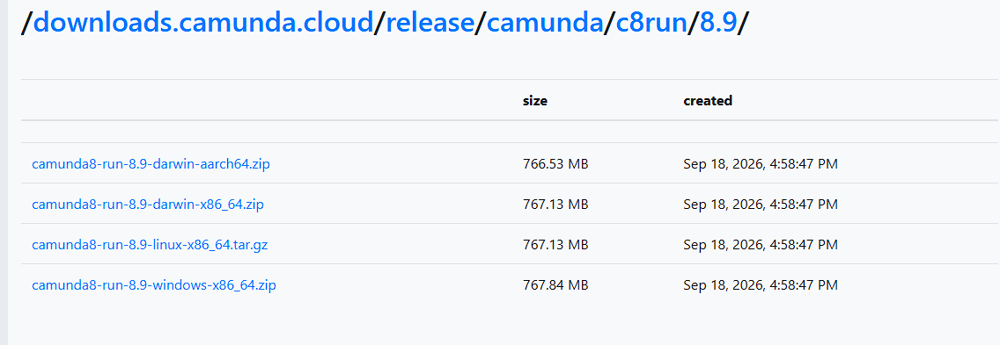 /downloads.camunda.cloud/release/camunda/c8run/8.9/
size created
camunda8-run-8.9-darwin-aarch64.zip 766.53 MB Sep 18, 2026, 4:58:47 PM
camunda8-run-8.9-darwin-x86_64.zip 767.13 MB Sep 18, 2026, 4:58:47 PM
camunda8-run-8.9-linux-x86_64.tar.gz 767.13 MB Sep 18, 2026, 4:58:47 PM
camunda8-run-8.9-windows-x86_64.zip 767.84 MB Sep 18, 2026, 4:58:47 PM